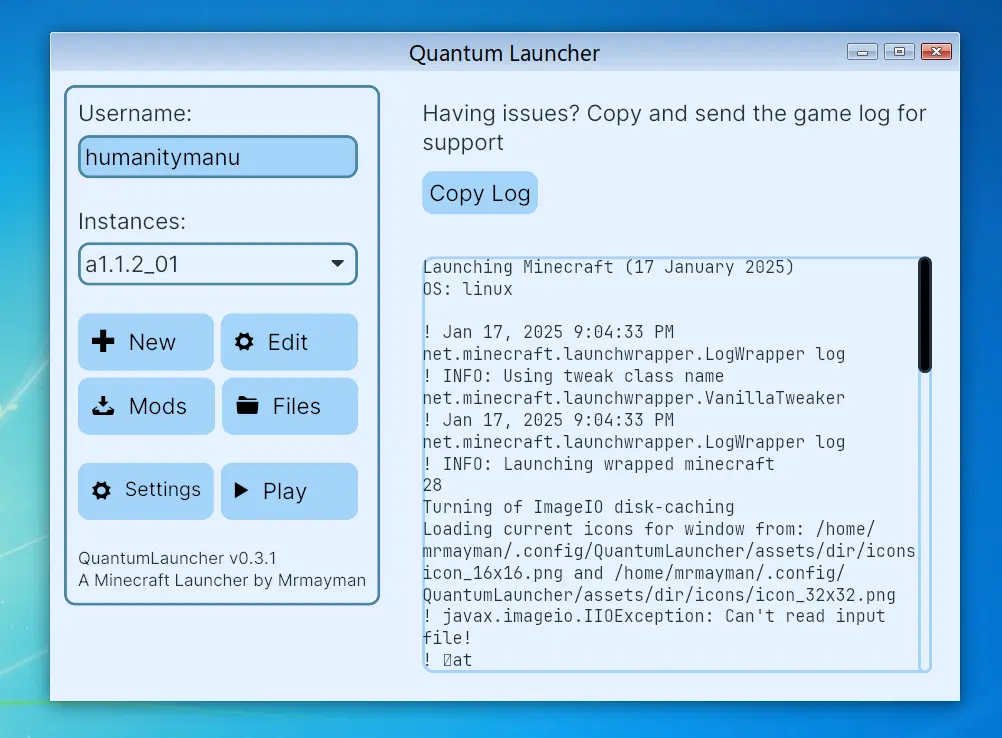 Quantum Launcher
Username:
humanitymanu
Instances:
a1.1.2_01
New
Edit
Mods
Files
Settings
Play
QuantumLauncher v0.3.1
A Minecraft Launcher by Mrmayman
Having issues? Copy and send the game log for
support
Copy Log
Launching Minecraft (17 January 2025)
OS: linux
! Jan 17, 2025 9:04:33 PM
net.minecraft.launchwrapper.LogWrapper log
! INFO: Using tweak class name
net.minecraft.launchwrapper.VanillaTweaker
! Jan 17, 2025 9:04:33 PM
net.minecraft.launchwrapper.LogWrapper log
! INFO: Launching wrapped minecraft
28
Turning of ImageIO disk-caching
Loading current icons for window from: /home/
mrmayman/.config/QuantumLauncher/assets/dir/icons
icon_16x16.png and /home/mrmayman/.config/
QuantumLauncher/assets/dir/icons/icon_32x32.png
! javax.imageio.IIOException: Can't read input
file!
! at